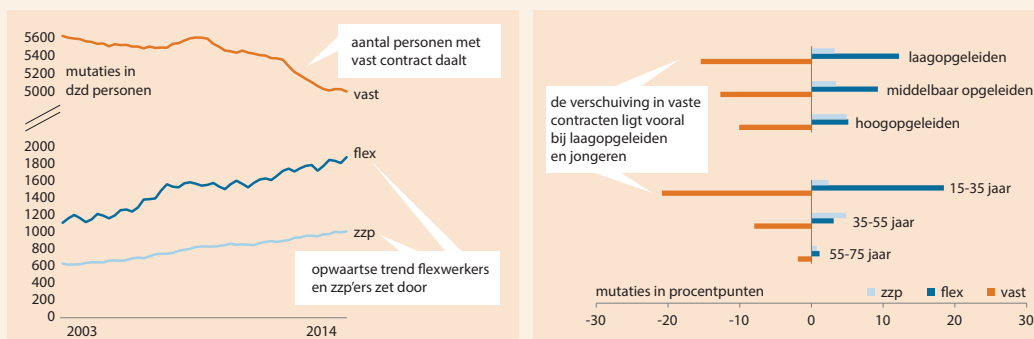 5600
5400
5200
5000
2000
1800
1600
1400
1200
1000
800
600
400
200
0
mutaties in
dzd personen
aantal personen met
vast contract daalt
vast
flex
zzp
opwaartse trend flexwerkers
en zzp'ers zet door
2003
2014
de verschuiving in vaste
contracten ligt vooral
bij laagopgeleiden
en jongeren
laagopgeleiden
middelbaar opgeleiden
hoogopgeleiden
15-35 jaar
35-55 jaar
55-75 jaar
mutaties in procentpunten
zzp
flex
vast
-30
-20
-10
0
10
20
30